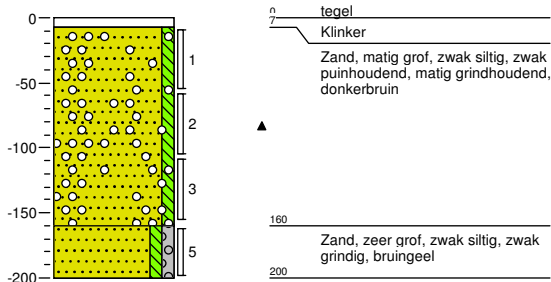 0
-50
-100
-150
-200
1
2
3
5
0
tegel
7
Klinker
Zand, matig grof, zwak siltig, zwak
puinhoudend, matig grindhoudend,
donkerbruin
160
Zand, zeer grof, zwak siltig, zwak
grindig, bruingeel
200